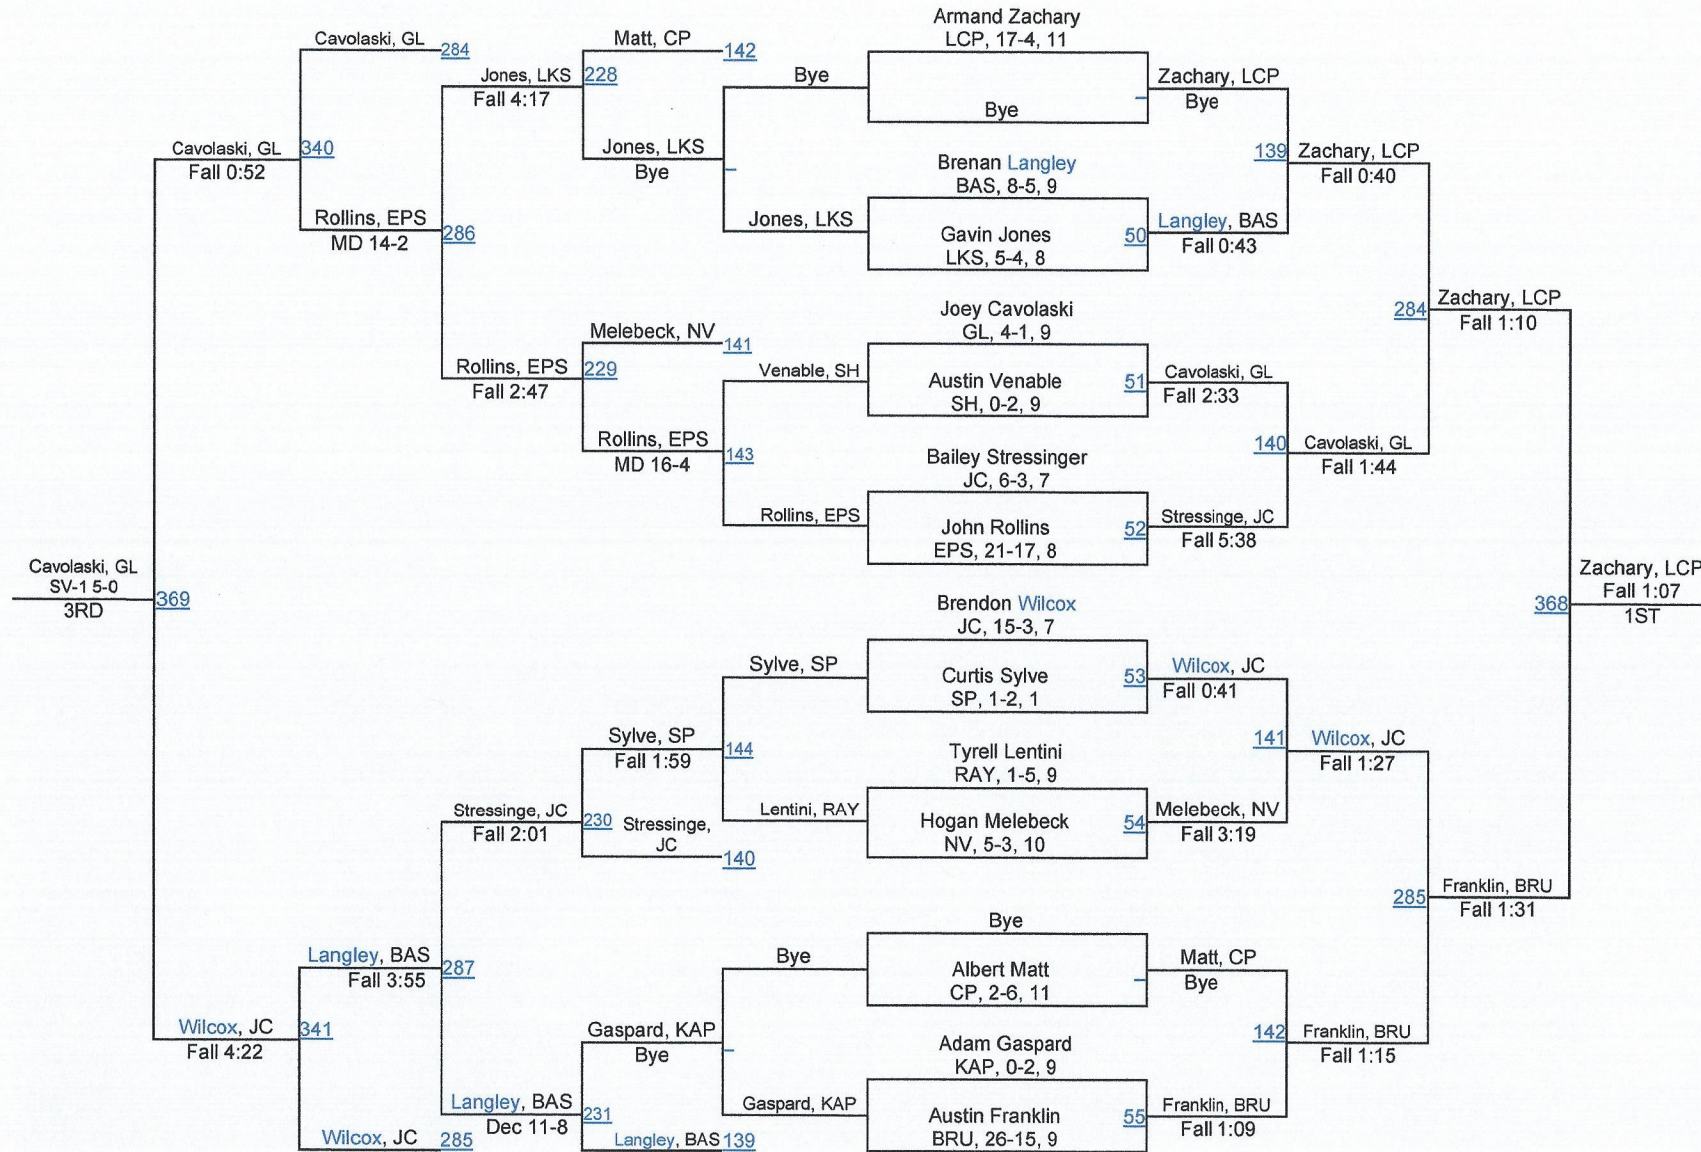 Armand Zachary
LCP, 17-4, 11
Cavolaski, GL
284
Matt, CP
142
Jones, LKS
228
Fall 4:17
Bye
Zachary, LCP
Bye
Bye
Jones, LKS
Bye
Cavolaski, GL
340
Fall 0:52
139
Zachary, LCP
Fall 0:40
Brenan Langley
BAS, 8-5, 9
Rollins, EPS
MD 14-2
286
Jones, LKS
Gavin Jones
LKS, 5-4, 8
50
Langley, BAS
Fall 0:43
Joey Cavolaski
GL, 4-1, 9
284
Zachary, LCP
Fall 1:10
Melebeck, NV
141
Rollins, EPS
229
Fall 2:47
Venable, SH
Austin Venable
SH, 0-2, 9
51
Cavolaski, GL
Fall 2:33
Rollins, EPS
MD 16-4
143
140
Cavolaski, GL
Fall 1:44
Bailey Stressinger
JC, 6-3, 7
Rollins, EPS
John Rollins
EPS, 21-17, 8
52
Stressinge, JC
Fall 5:38
Cavolaski, GL
SV-1 5-0
3RD
369
368
Zachary, LCP
Fall 1:07
1ST
Brendon Wilcox
JC, 15-3, 7
Sylve, SP
Curtis Sylve
SP, 1-2, 1
53
Wilcox, JC
Fall 0:41
Sylve, SP
Fall 1:59
144
141
Wilcox, JC
Fall 1:27
Tyrell Lentini
RAY, 1-5, 9
Stressinge, JC
Fall 2:01
230
Stressinge,
JC
140
Lentini, RAY
Hogan Melebeck
NV, 5-3, 10
54
Melebeck, NV
Fall 3:19
285
Franklin, BRU
Fall 1:31
Bye
Langley, BAS
Fall 3:55
287
Bye
Albert Matt
CP, 2-6, 11
Matt, CP
Bye
Wilcox, JC
Fall 4:22
341
Gaspard, KAP
Bye
142
Franklin, BRU
Fall 1:15
Adam Gaspard
KAP, 0-2, 9
Langley, BAS
Dec 11-8
231
Gaspard, KAP
Austin Franklin
BRU, 26-15, 9
55
Franklin, BRU
Fall 1:09
Wilcox, JC
285
Langley, BAS
139